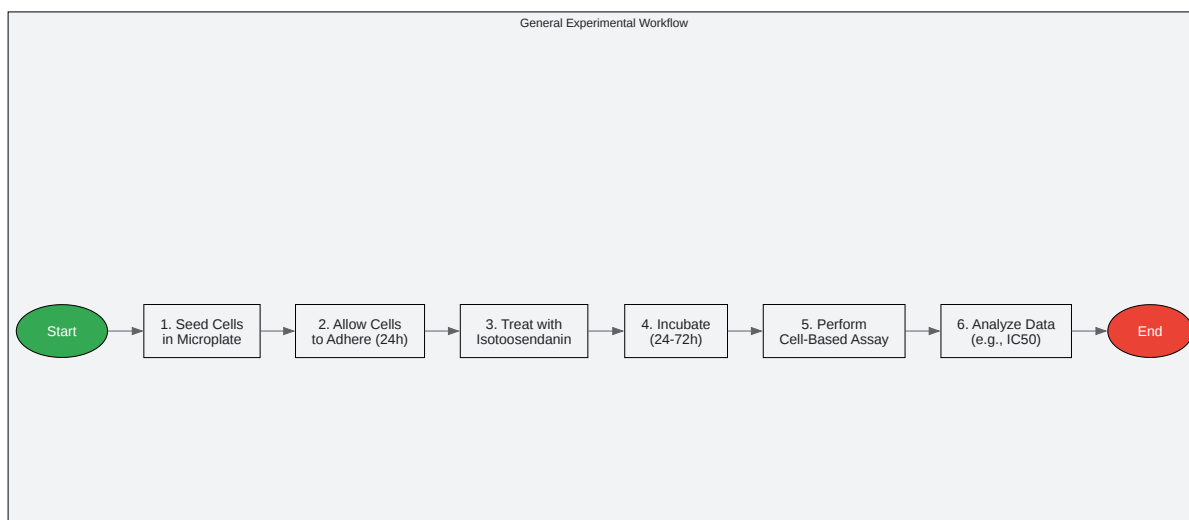 General Experimental Workflow
Start
1. Seed Cells
in Microplate
2. Allow Cells
to Adhere (24h)
3. Treat with
Isotoosendanin
4. Incubate
(24-72h)
5. Perform
Cell-Based Assay
6. Analyze Data
(e.g., IC50)
End